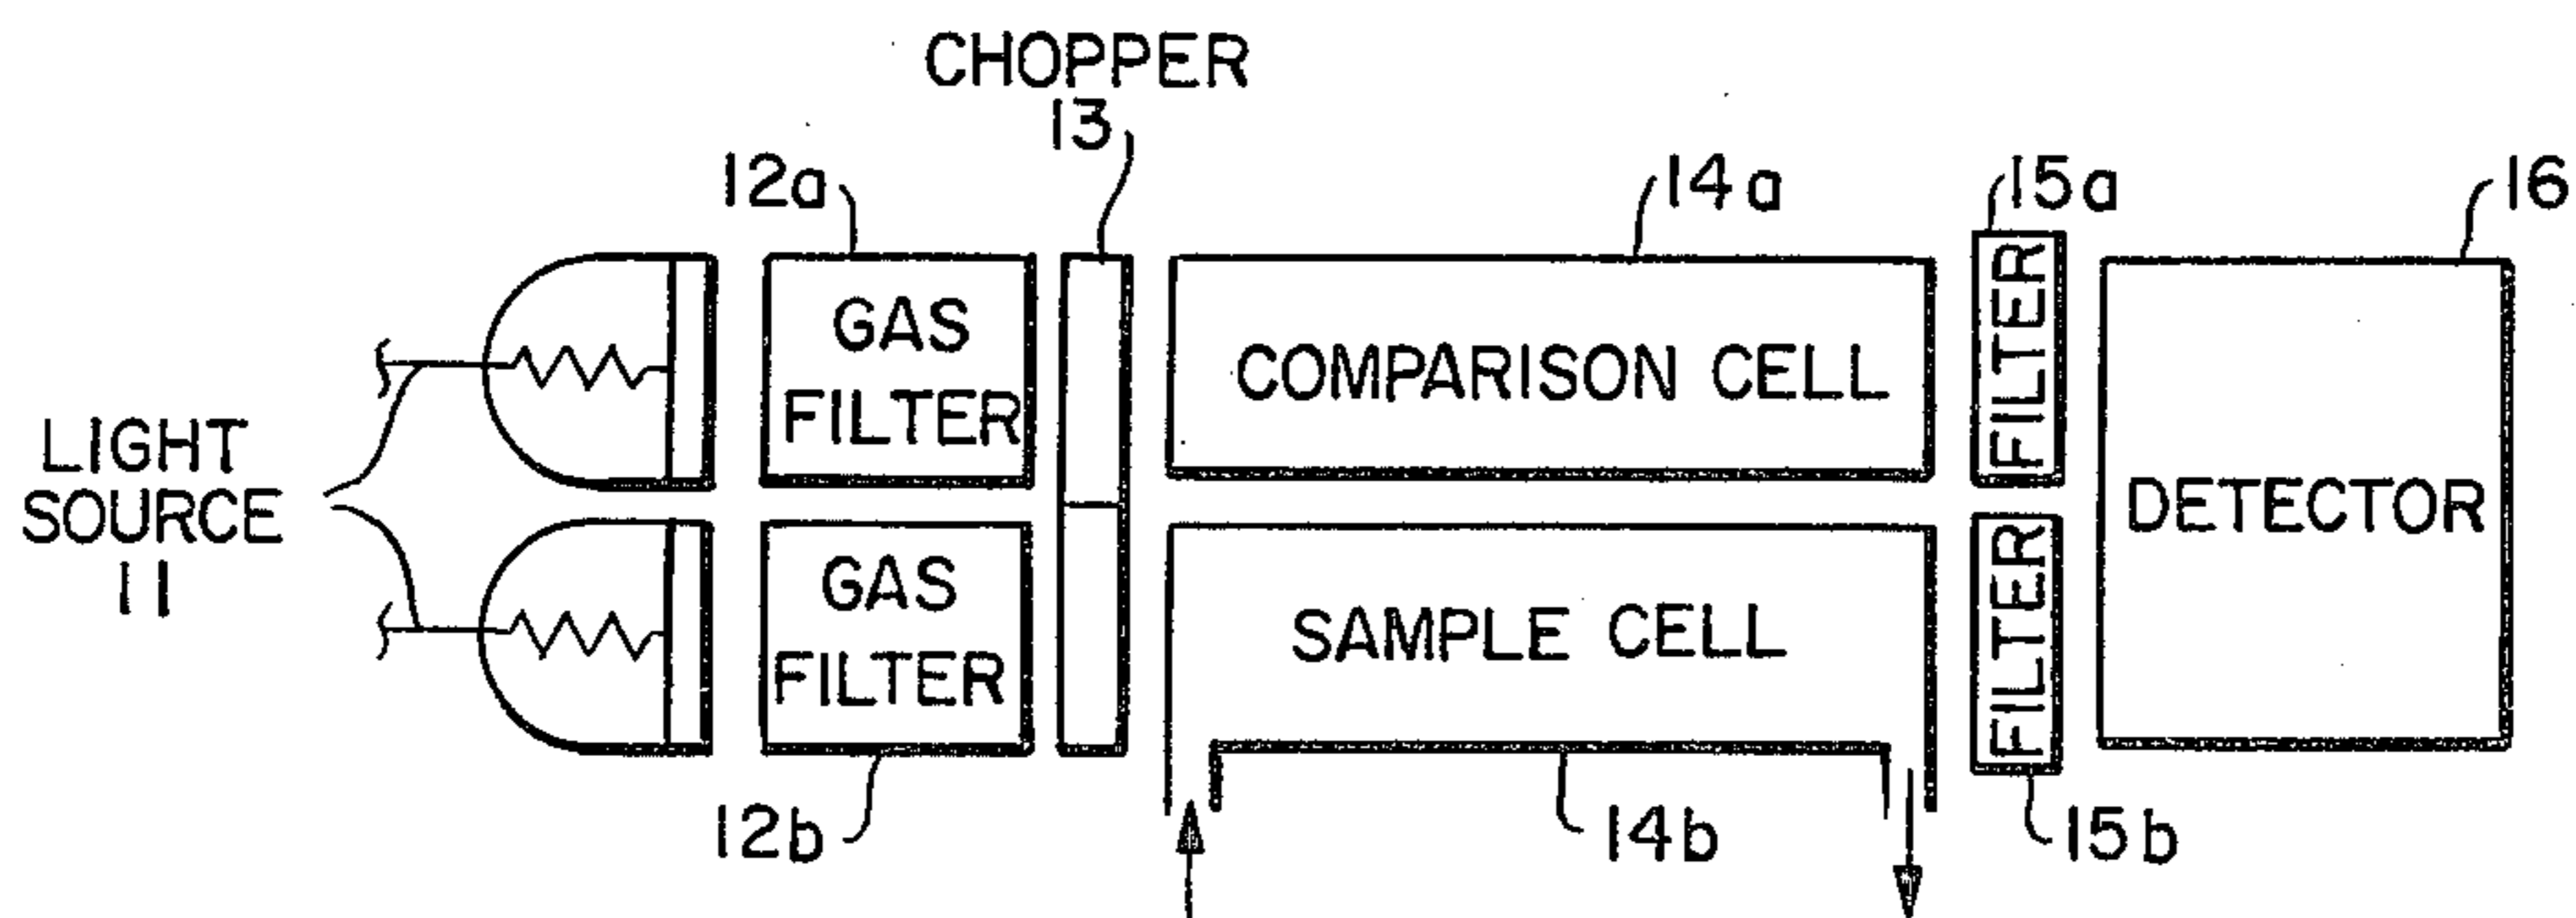 CHOPPER
13
12a
14a
15a
16
LIGHT
SOURCE
11
GAS
FILTER
GAS
FILTER
COMPARISON CELL
SAMPLE CELL
FILTER
FILTER
DETECTOR
12b
14b
15b